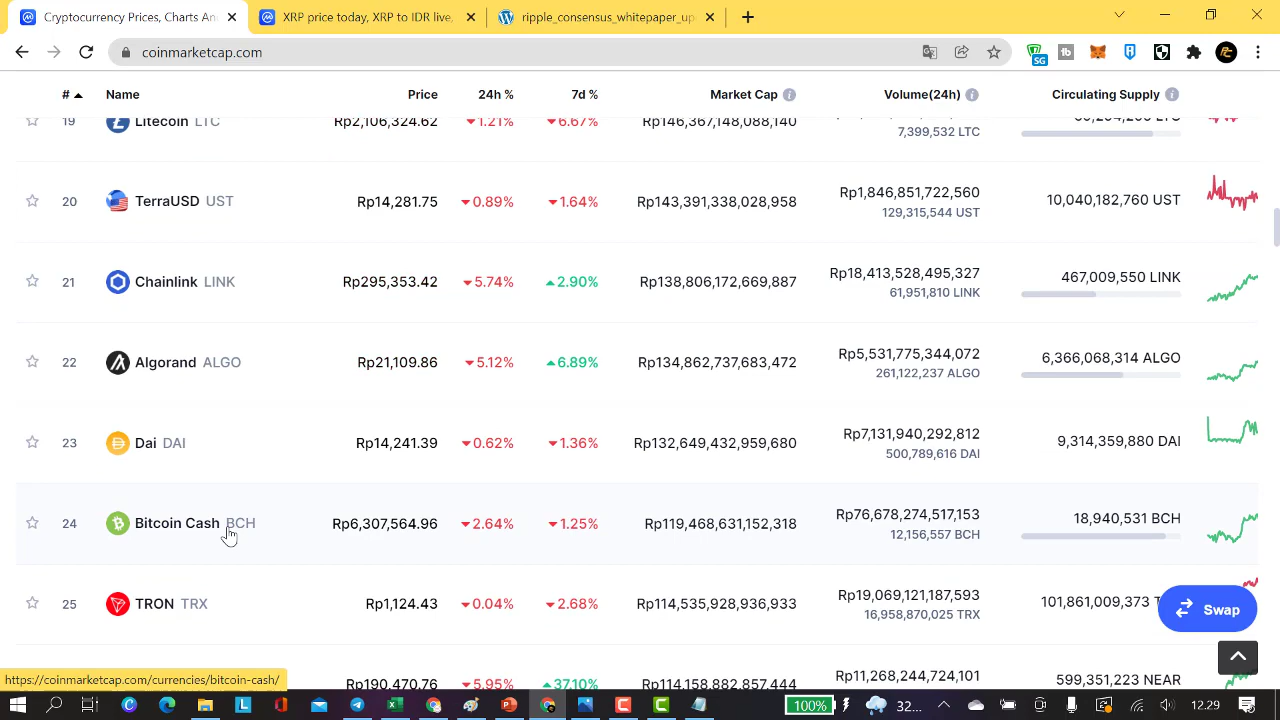 Cryptocurrency Prices, Charts An
XRP price today, XRP to IDR live,
ripple_consensus_whitepaper_up
coinmarketcap.com
SG
tb
# Name Price 24h % 7d % Market Cap Volume(24h) Circulating Supply
19 Litecoin LTC Rp2,106,324.62 1.21% 6.67% Rp146,367,148,088,140
7,399,532 LTC
20 TerraUSD UST Rp14,281.75 0.89% 1.64% Rp143,391,338,028,958 Rp1,846,851,722,560 10,040,182,760 UST
129,315,544 UST
21 Chainlink LINK Rp295,353.42 5.74% 2.90% Rp138,806,172,669,887 Rp18,413,528,495,327 467,009,550 LINK
61,951,810 LINK
22 Algorand ALGO Rp21,109.86 5.12% 6.89% Rp134,862,737,683,472 Rp5,531,775,344,072 6,366,068,314 ALGO
261,122,237 ALGO
23 Dai DAI Rp14,241.39 0.62% 1.36% Rp132,649,432,959,680 Rp7,131,940,292,812 9,314,359,880 DAI
500,789,616 DAI
24 Bitcoin Cash BCH Rp6,307,564.96 2.64% 1.25% Rp119,468,631,152,318 Rp76,678,274,517,153 18,940,531 BCH
12,156,557 BCH
25 TRON TRX Rp1,124.43 0.04% 2.68% Rp114,535,928,936,933 Rp19,069,121,187,593 101,861,009,373 T
16,958,870,025 TRX
Swap
Rp190,470.76 5.95% 37.10% Rp114,158,882,857,444 Rp11,268,244,724,101 599,351,223 NEAR
https://coinmarketcap.com/currencies/bitcoin-cash/
100% 32... 12.29